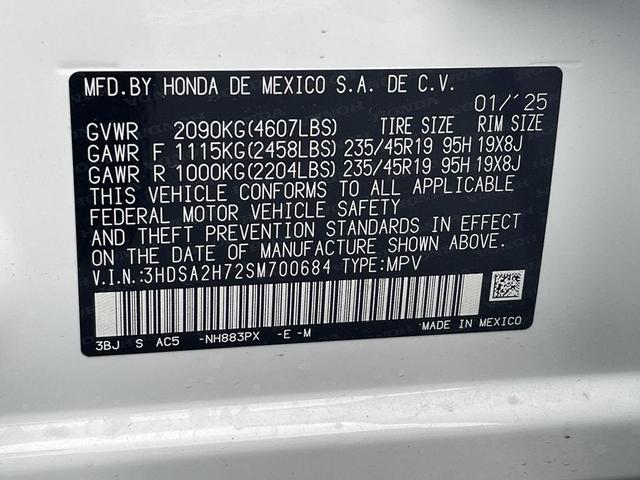 MFD.BY HONDA DE MEXICO S.A. DE C.V.
01/'25
GVWR 2090KG(4607LBS) TIRE SIZE RIM SIZE
GAWR F 1115KG(2458LBS) 235/45R19 95H 19X8J
GAWR R 1000KG(2204LBS) 235/45R19 95H 19X8J
THIS VEHICLE CONFORMS TO ALL APPLICABLE
FEDERAL MOTOR VEHICLE SAFETY
AND THEFT PREVENTION STANDARDS IN EFFECT
ON THE DATE OF MANUFACTURE SHOWN ABOVE.
V.I.N.:3HDSA2H72SM700684 TYPE:MPV
3BJ S AC5 -NH883PX -E -M
MADE IN MEXICO